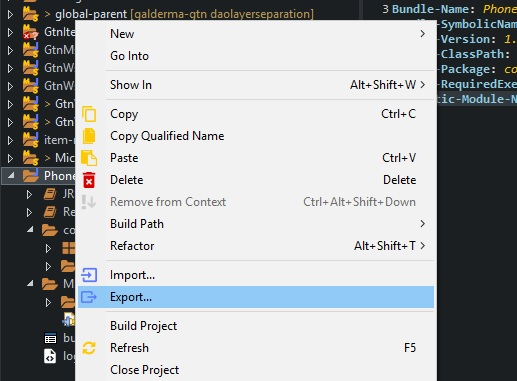 > global-parent [galderma-gtn daolayerseparation]
3 Bundle-Name: Phone
GtnIte
New >
-SymbolicNam
GtnM
Go Into
-Version: 1.
GtnW
-ClassPath:
GtnW
Show In Alt+Shift+W >
-Package: co
> Gtn
-RequiredExe
> Gtn
Copy Ctrl+C
tic-Module-N
item-
Copy Qualified Name
> Mic
Paste Ctrl+V
Phone
Delete Delete
JR
Remove from Context Ctrl+Alt+Shift+Down
Re
Build Path >
co
Refactor Alt+Shift+T >
Import...
M
Export...
Build Project
bu
Refresh F5
log
Close Project